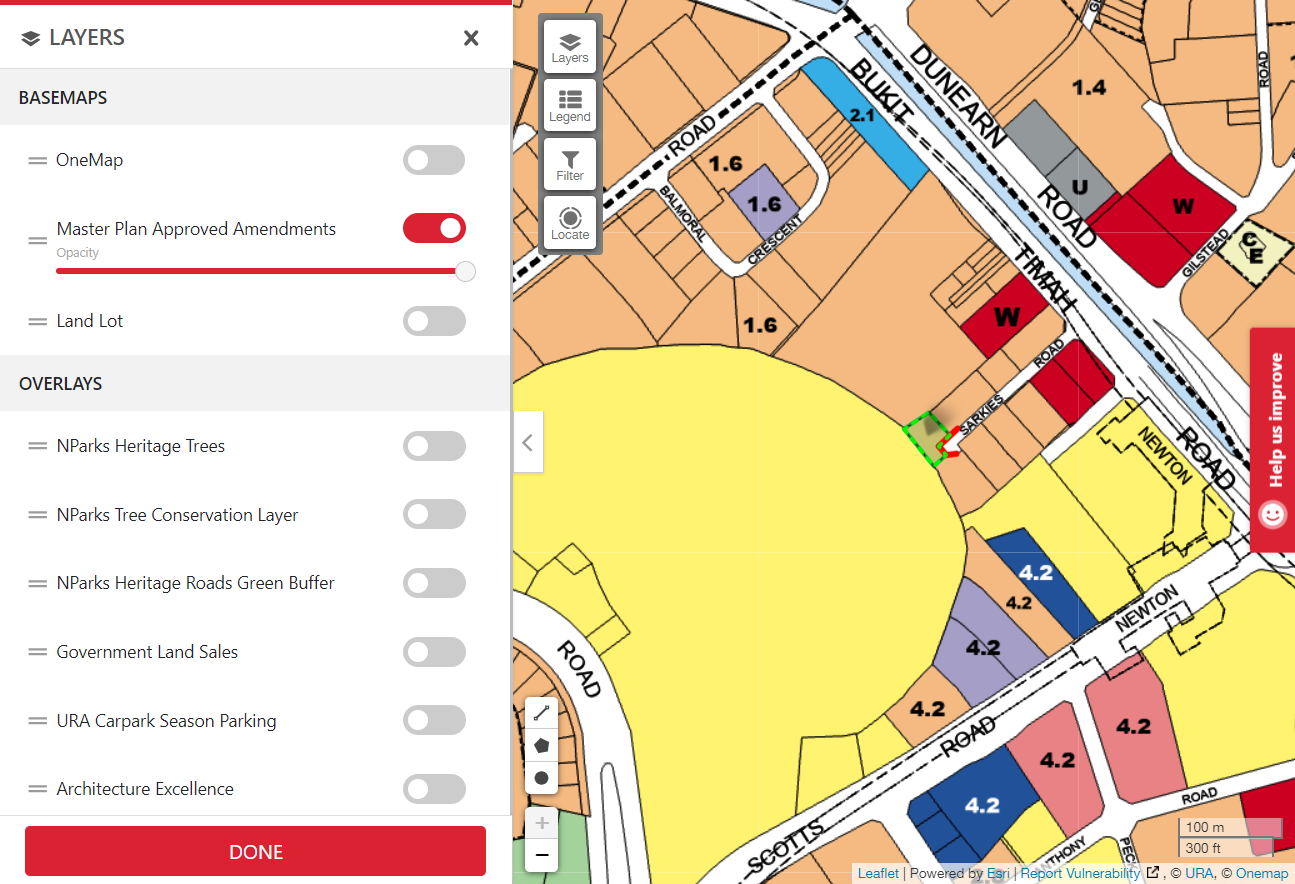 LAYERS
BASEMAPS
OneMap
Master Plan Approved Amendments
Opacity
Land Lot
OVERLAYS
NParks Heritage Trees
NParks Tree Conservation Layer
NParks Heritage Roads Green Buffer
Government Land Sales
URA Carpark Season Parking
Architecture Excellence
DONE
Layers
Legend
Filter
Locate
ROAD
BUKIT
TIMAH
ROAD
DUNEARN
ROAD
1.4
ROAD
2.1
1.6
1.6
BALMORAL
CRESCENT
1.6
U
W
GILSTEAD
C
E
W
ROAD
SARKIES
NEWTON
Help us improve
4.2
4.2
4.2
4.2
NEWTON
ROAD
SCOTTS
ROAD
4.2
4.2
4.2
ROAD
ANTHONY
PECK
+
−
100 m
300 ft
Leaflet | Powered by Esri | Report Vulnerability , © URA, © Onemap